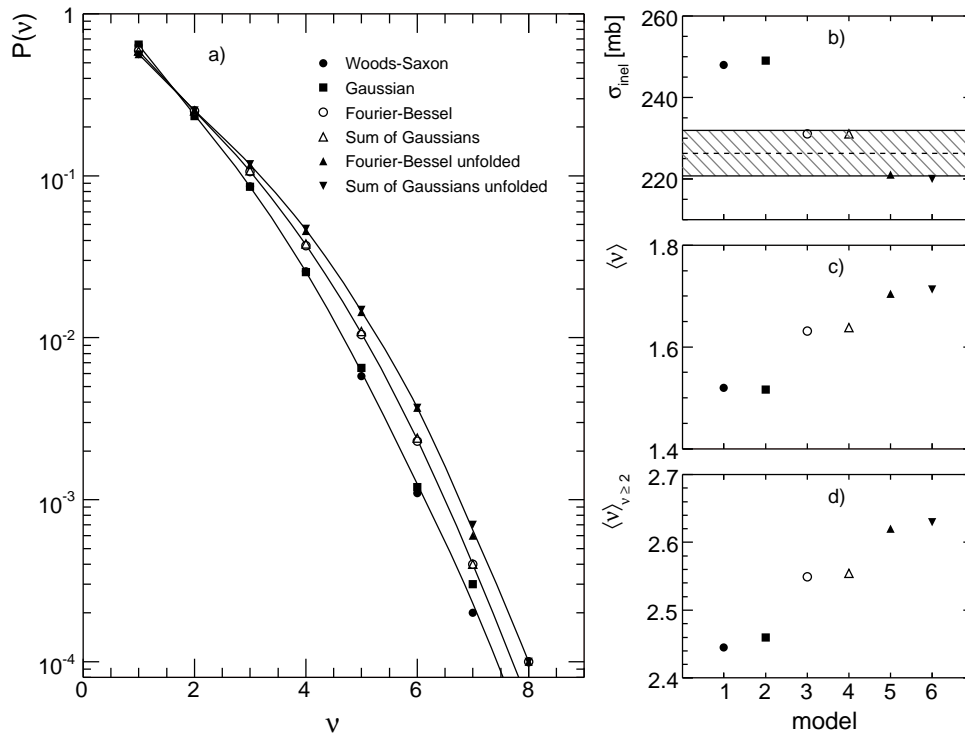 P(ν)
1
10⁻¹
10⁻²
10⁻³
10⁻⁴
0
2
4
6
8
ν
a)
Woods-Saxon
Gaussian
Fourier-Bessel
Sum of Gaussians
Fourier-Bessel unfolded
Sum of Gaussians unfolded
σinel [mb]
260
240
220
b)
⟨ν⟩
1.8
1.6
1.4
c)
⟨ν⟩ν ≥ 2
2.7
2.6
2.5
2.4
d)
1 2 3 4 5 6
model